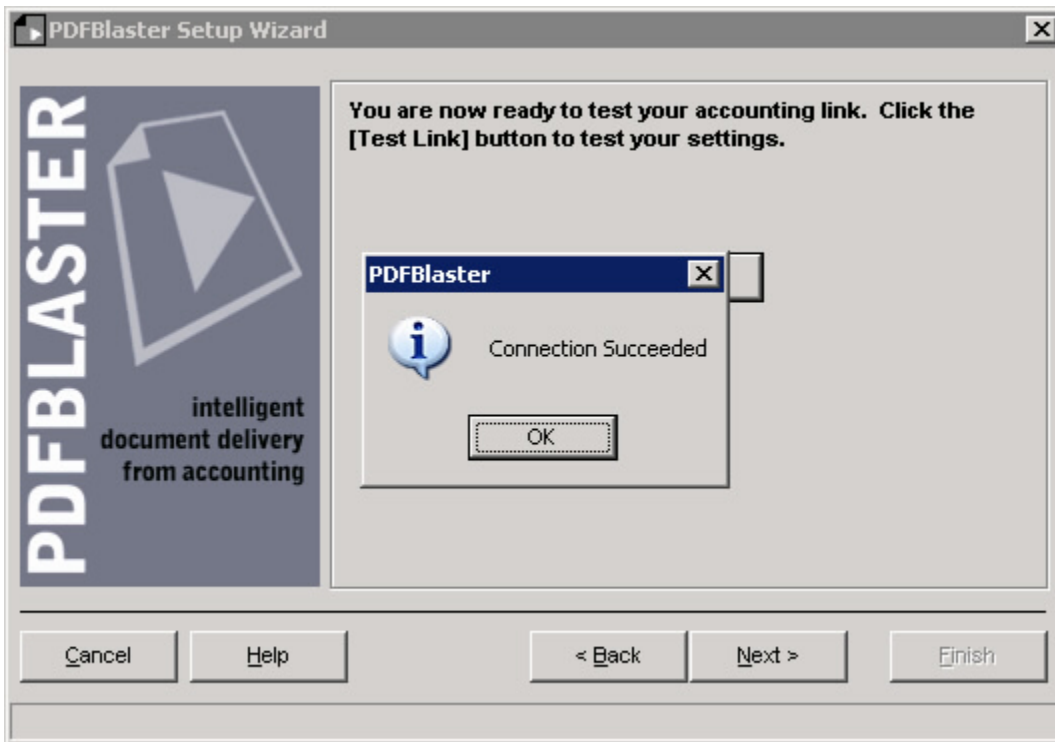 PDFBlaster Setup Wizard
PDFBLASTER
intelligent
document delivery
from accounting
You are now ready to test your accounting link. Click the
[Test Link] button to test your settings.
PDFBlaster
Connection Succeeded
OK
Cancel
Help
< Back
Next >
Finish